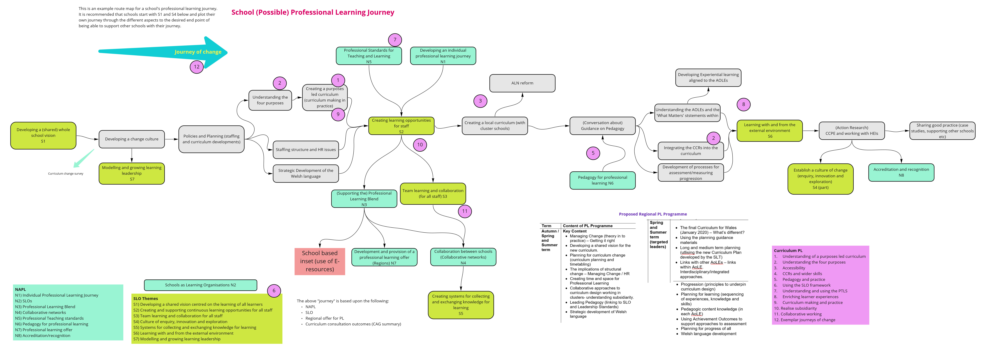 This is an example route map for a school's professional learning journey.
It is recommended that schools start with S1 and S4 below and plot their
own journey through the different aspects to the desired end point of
being able to support other schools with their journey.
School (Possible) Professional Learning Journey
Journey of change
12
7
Professional Standards for
Teaching and Learning
N5
Developing an individual
professional learning journey
N1
2
Understanding the
four purposes
1
Creating a purposes
led curriculum
(curriculum making in
practice)
9
Developing a (shared) whole
school vision
S1
Developing a change culture
Policies and Planning (staffing
and curriculum developments)
Curriculum change survey
Modelling and growing learning
leadership
S7
Staffing structure and HR issues
Strategic Development of the
Welsh language
Creating learning opportunities
for staff
S2
10
3
ALN reform
Creating a local curriculum (with
cluster schools)
(Conversation about)
Guidance on Pedagogy
5
Pedagogy for professional
learning N6
Developing Experiential learning
aligned to the AOLEs
Understanding the AOLEs and the
'What Matters' ststements within
2
Integrating the CCRs into the
curriculum
Development of processes for
assessment/measuring
progression
8
Learning with and from the
external environment
S6
(Action Research)
CCPE and working with HEIs
Sharing good practice (case
studies, supporting other schools
etc)
Establish a culture of change
(enquiry, innovation and
exploration)
S4 (part)
Accreditation and recognition
N8
(Supporting the) Professional
Learning Blend
N3
Team learning and collaboration
(for all staff) S3
11
School based
inset (use of E-
resources)
Development and provision of a
professional learning offer
(Regions) N7
Collaboration between schools
(Collaborative networks)
N4
Creating systems for collecting
and exchanging knowledge for
learning
S5
NAPL
N1) Individual Professional Learning Journey
N2) SLOs
N3) Professional Learning Blend
N4) Collaborative networks
N5) Professional Teaching standards
N6) Pedagogy for professional learning
N7) Professional learning offer
N8) Accreditation/recognition
Schools as Learning Organisations N2
6
SLO Themes
S1) Developing a shared vision centred on the learning of all learners
S2) Creating and supporting continuous learning opportunities for all staff
S3) Team learning and collaboration for all staff
S4) Culture of enquiry, innovation and exploration
S5) Systems for collecting and exchanging knowledge for learning
S6) Learning with and from the external environment
S7) Modelling and growing learning leadership
The above "journey" is based upon the following:
• NAPL
• SLO
• Regional offer for PL
• Curriculum consultation outcomes (CAG summary)
Proposed Regional PL Programme
Term
Content of PL Programme
Autumn /
Spring
and
Summer
term
Key Content
• Managing Change (theory in to
practice) – Getting it right
• Developing a shared vision for the
new curriculum.
• Planning for curriculum change
(curriculum planning and
timetabling)
• The implications of structural
change – Managing Change / HR
• Creating time and space for
Professional Learning
• Collaborative approaches to
curriculum design working in
clusters- understanding subsidiarity.
• Leading Pedagogy (linking to SLO
and Leadership Standards)
• Strategic development of Welsh
language
Spring
and
Summer
term
(targeted
leaders)
• The final Curriculum for Wales
(January 2020) – What's different?
• Using the planning guidance
materials
• Long and medium term planning
(utlising the new Curriculum Plan
developed by the SLT)
• Links with other AoLEs – links
within AoLE.
Interdisciplinary/integrated
approaches.
• Progression (principles to underpin
curriculum design)
• Planning for learning (sequencing
of experiences, knowledge and
skills)
• Pedagogic content knowledge (in
each AoLE)
• Using Achievement Outcomes to
support approaches to assessment
• Planning for progress of all
• Welsh language development
Curriculum PL
1. Understanding of a purposes led curriculum
2. Understanding the four purposes
3. Accessibility
4. CCRs and wider skills
5. Pedagogy and practice
6. Using the SLO framework
7. Understanding and using the PTLS
8. Enriching learner experiences
9. Curriculum making and practice
10. Realise subsidiarity
11. Collaborative working
12. Exemplar journeys of change